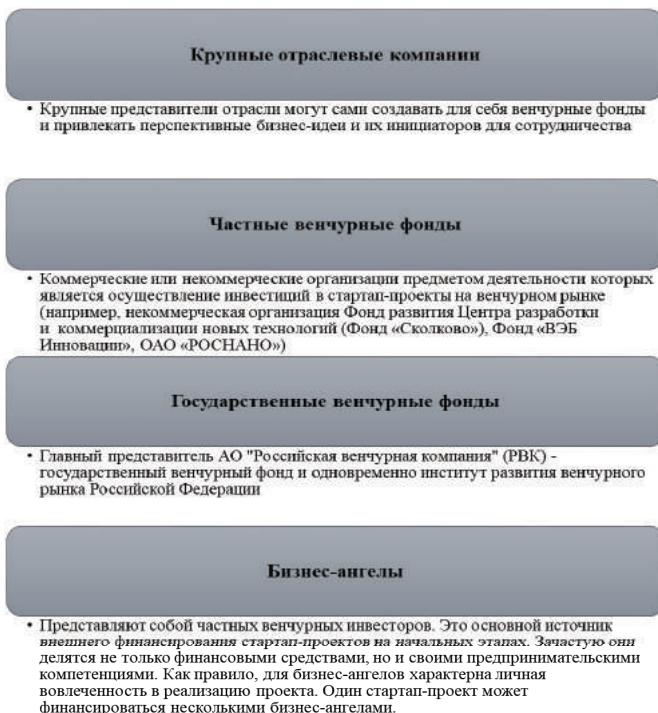 Крупные отраслевые компании
• Крупные представители отрасли могут сами создавать для себя венчурные фонды
и привлекать перспективные бизнес-идеи и их инициаторов для сотрудничества
Частные венчурные фонды
• Коммерческие или некоммерческие организации предметом деятельности которых
является осуществление инвестиций в стартап-проекты на венчурном рынке
(например, некоммерческая организация Фонд развития Центра разработки
и коммерциализации новых технологий (Фонд «Сколково»), Фонд «ВЭБ
Инновации», ОАО «РОСНАНО»)
Государственные венчурные фонды
• Главный представитель АО "Российская венчурная компания" (РВК) -
государственный венчурный фонд и одновременно институт развития венчурного
рынка Российской Федерации
Бизнес-ангелы
• Представляют собой частных венчурных инвесторов. Это основной источник
внешнего финансирования стартап-проектов на начальных этапах. Зачастую они
делятся не только финансовыми средствами, но и своими предпринимательскими
компетенциями. Как правило, для бизнес-ангелов характерна личная
вовлеченность в реализацию проекта. Один стартап-проект может
финансироваться несколькими бизнес-ангелами.